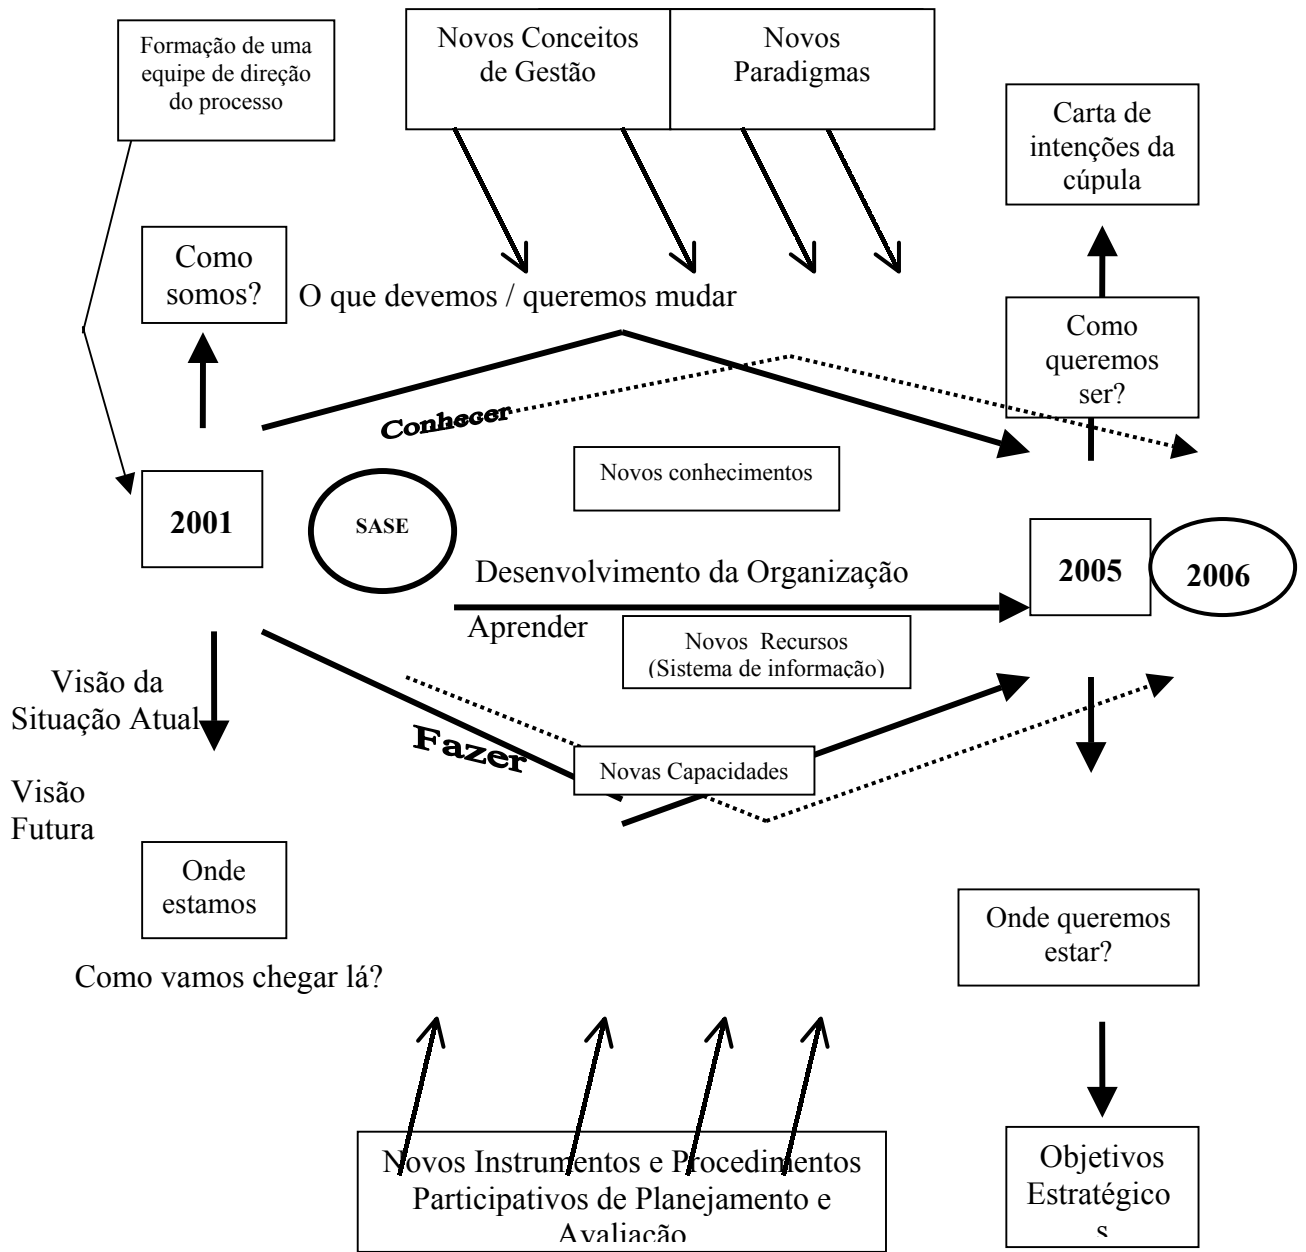 Formação de uma
equipe de direção
do processo
Novos Conceitos
de Gestão
Novos
Paradigmas
Carta de
intenções da
cúpula
Como
somos?
O que devemos / queremos mudar
Como
queremos
ser?
Conhecer
Novos conhecimentos
2001
SASE
Desenvolvimento da Organização
2005
2006
Aprender
Novos Recursos
(Sistema de informação)
Visão da
Situação Atual
Fazer
Novas Capacidades
Visão
Futura
Onde
estamos
Onde queremos
estar?
Como vamos chegar lá?
Novos Instrumentos e Procedimentos
Participativos de Planejamento e
Avaliação
Objetivos
Estratégico
s